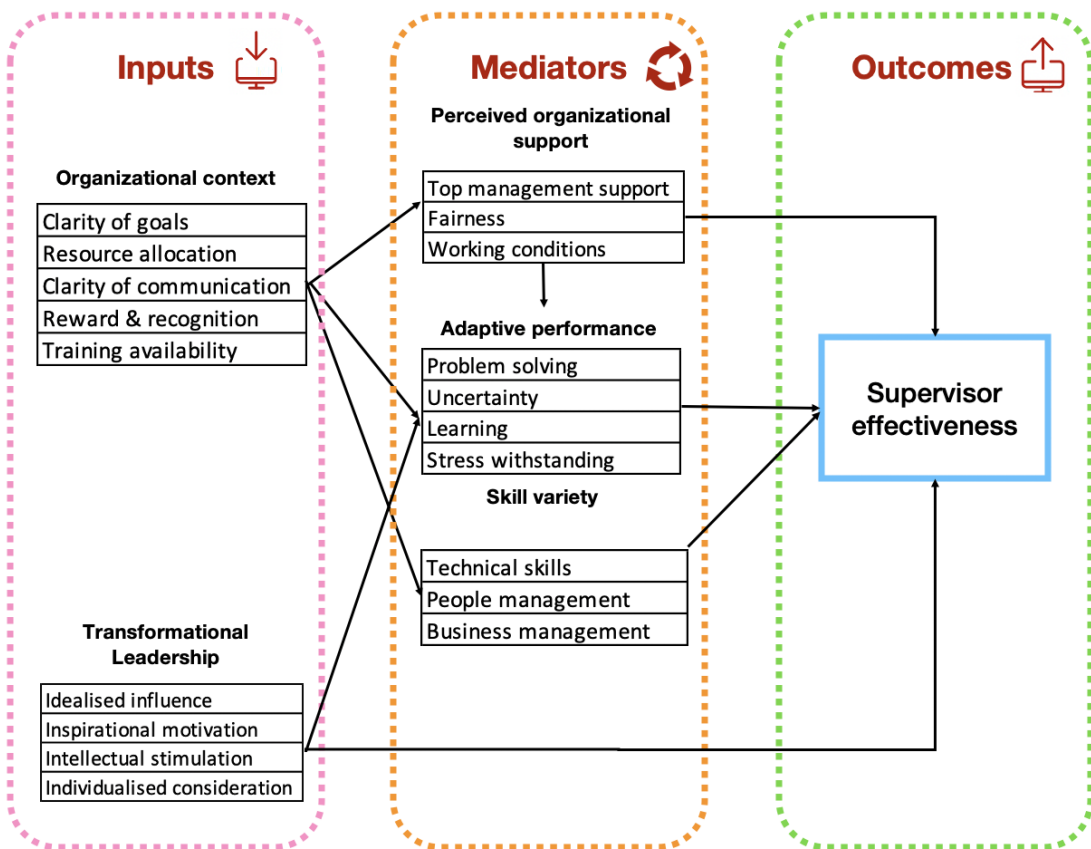 Inputs
Organizational context
Clarity of goals
Resource allocation
Clarity of communication
Reward & recognition
Training availability
Transformational
Leadership
Idealised influence
Inspirational motivation
Intellectual stimulation
Individualised consideration
Mediators
Perceived organizational
support
Top management support
Fairness
Working conditions
Adaptive performance
Problem solving
Uncertainty
Learning
Stress withstanding
Skill variety
Technical skills
People management
Business management
Outcomes
Supervisor
effectiveness